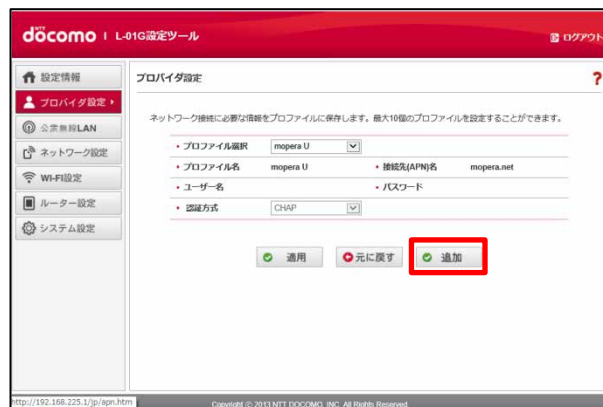 NTT
docomo | L-01G設定ツール
ログアウト
設定情報
プロバイダ設定
公衆無線LAN
ネットワーク設定
WI-FI設定
ルーター設定
システム設定
プロバイダ設定
?
ネットワーク接続に必要な情報をプロファイルに保存します。最大10個のプロファイルを設定することができます。
・プロファイル選択 mopera U
・プロファイル名 mopera U ・接続先(APN)名 mopera.net
・ユーザー名 ・パスワード
・認証方式 CHAP
適用 元に戻す 追加
http://192.168.225.1/jp/apn.htm
Copyright © 2013 NTT DOCOMO, INC. All Rights Reserved.